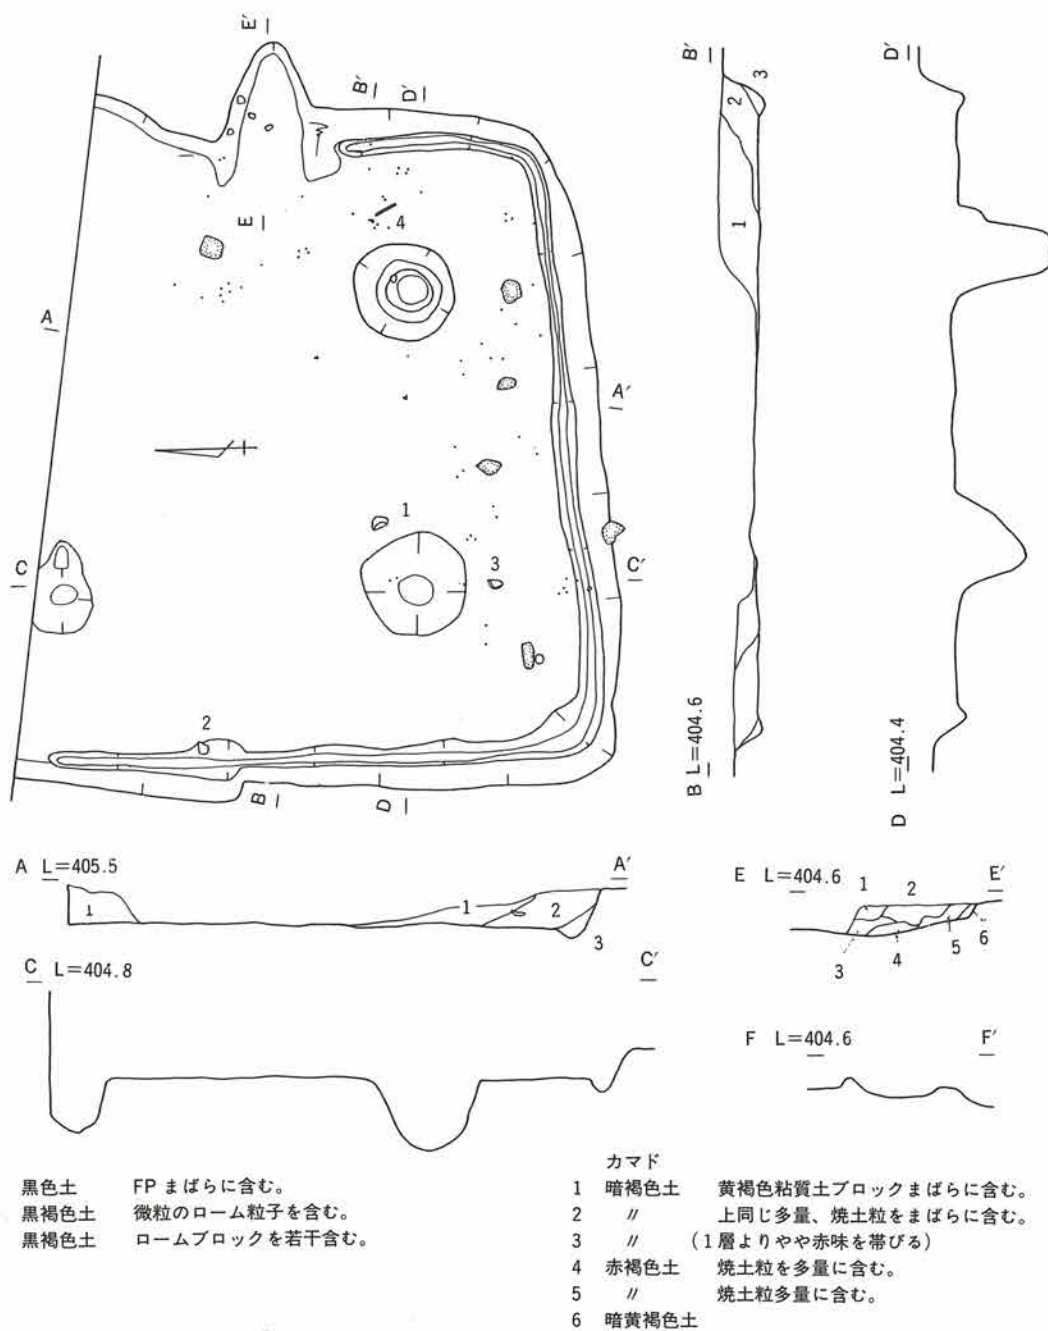 E′
B′
D′
B′
3
D′
2
4
E
1
A
A′
1
C
3
C′
2
B
D
B L=404.6
D L=404.4
A L=405.5
A′
1
1
2
3
E L=404.6
E′
1
2
3
4
5
6
C L=404.8
C′
F L=404.6
F′
黒色土 FP まばらに含む。
黒褐色土 微粒のローム粒子を含む。
黒褐色土 ロームブロックを若干含む。
カマド
1 暗褐色土 黄褐色粘質土ブロックまばらに含む。
2 〃 上同じ多量、焼土粒をまばらに含む。
3 〃 (1層よりやや赤味を帯びる)
4 赤褐色土 焼土粒を多量に含む。
5 〃 焼土粒多量に含む。
6 暗黄褐色土